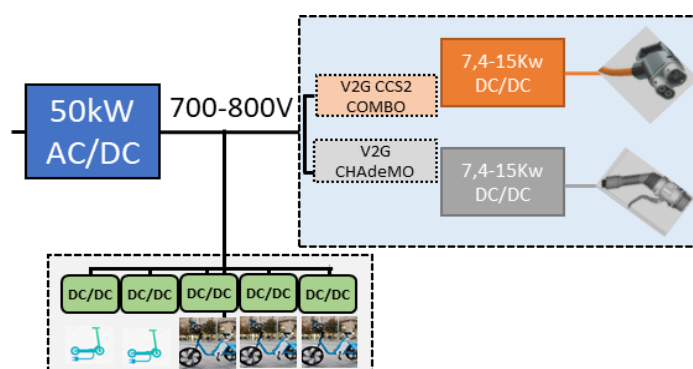 50kW
AC/DC
700-800V
V2G CCS2
COMBO
7,4-15Kw
DC/DC
V2G
CHAdeMO
7,4-15Kw
DC/DC
DC/DC
DC/DC
DC/DC
DC/DC
DC/DC